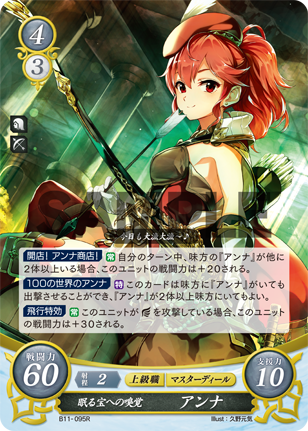 4
3
SAMPLE
今日も大漁大漁〜♪
開店!アンナ商店! 常 自分のターン中、味方の『アンナ』が他に
2体以上いる場合、このユニットの戦闘力は+20される。
100の世界のアンナ 特 このカードは味方に『アンナ』がいても
出撃させることができ、『アンナ』が2体以上味方にいてもよい。
飛行特効 常 このユニットが を攻撃している場合、このユニット
の戦闘力は+30される。
戦闘力
60
射程 2
上級職 マスターディール
支援力
10
眠る宝への嗅覚 アンナ
B11-095R
Illust:久野元気